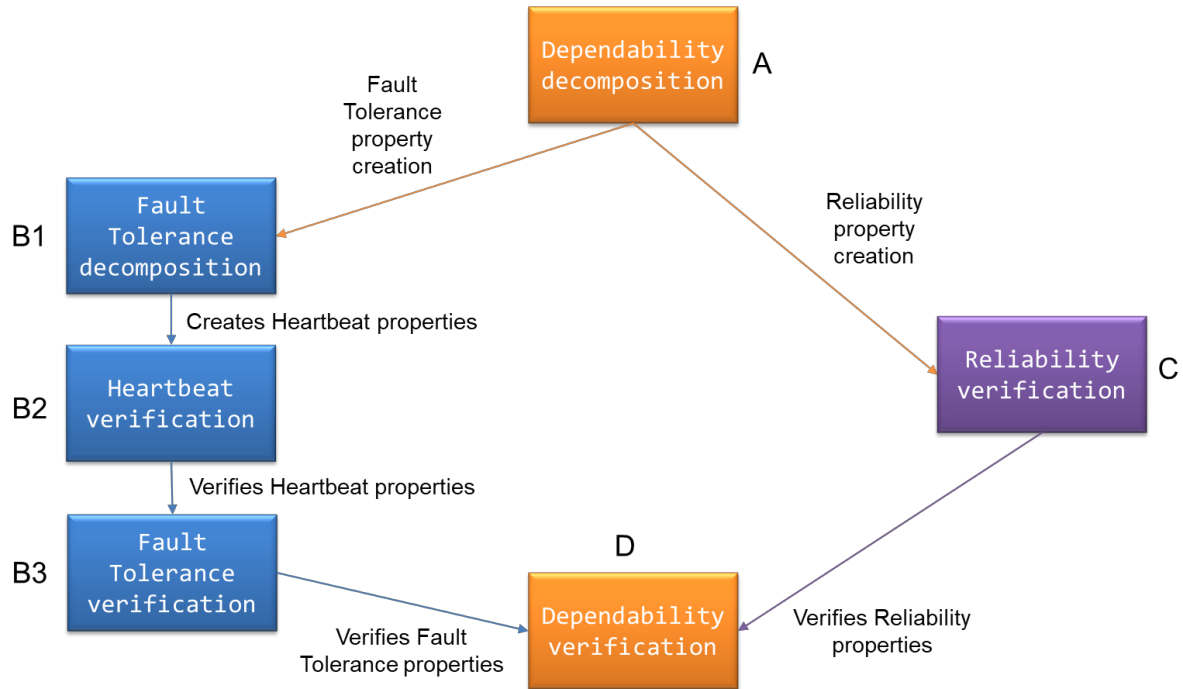 Dependability
decomposition
A
Fault
Tolerance
property
creation
B1
Fault
Tolerance
decomposition
Reliability
property
creation
Creates Heartbeat properties
B2
Heartbeat
verification
Reliability
verification
C
Verifies Heartbeat properties
B3
Fault
Tolerance
verification
D
Dependability
verification
Verifies Fault
Tolerance properties
Verifies Reliability
properties